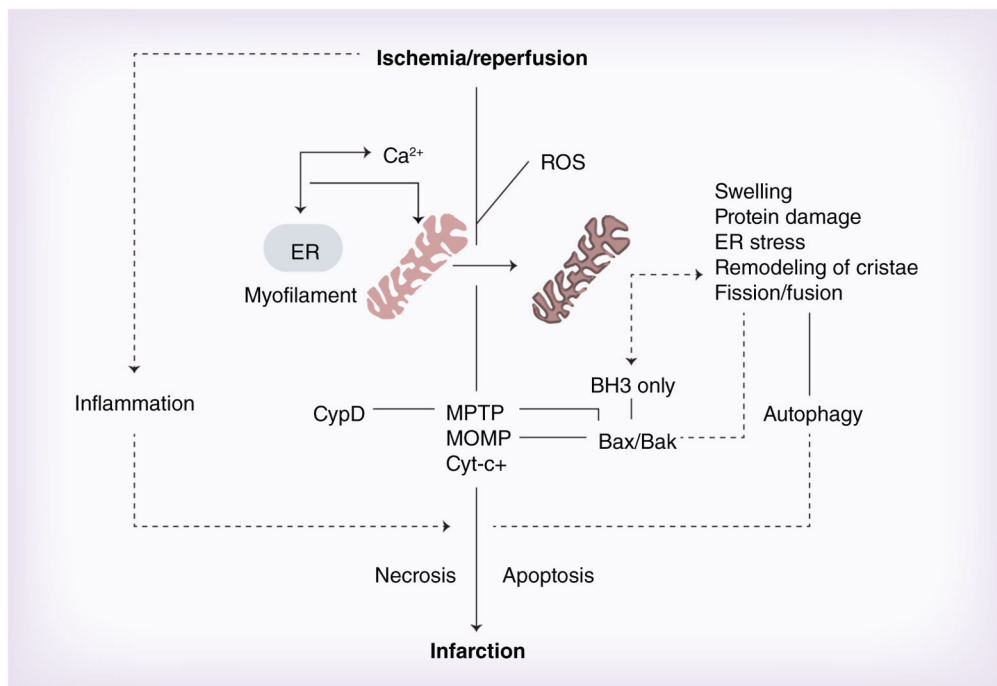 Ischemia/reperfusion
Ca²⁺
ROS
ER
Myofilament
Swelling
Protein damage
ER stress
Remodeling of cristae
Fission/fusion
Inflammation
CypD
MPTP
MOMP
Cyt-c+
BH3 only
Bax/Bak
Autophagy
Necrosis
Apoptosis
Infarction